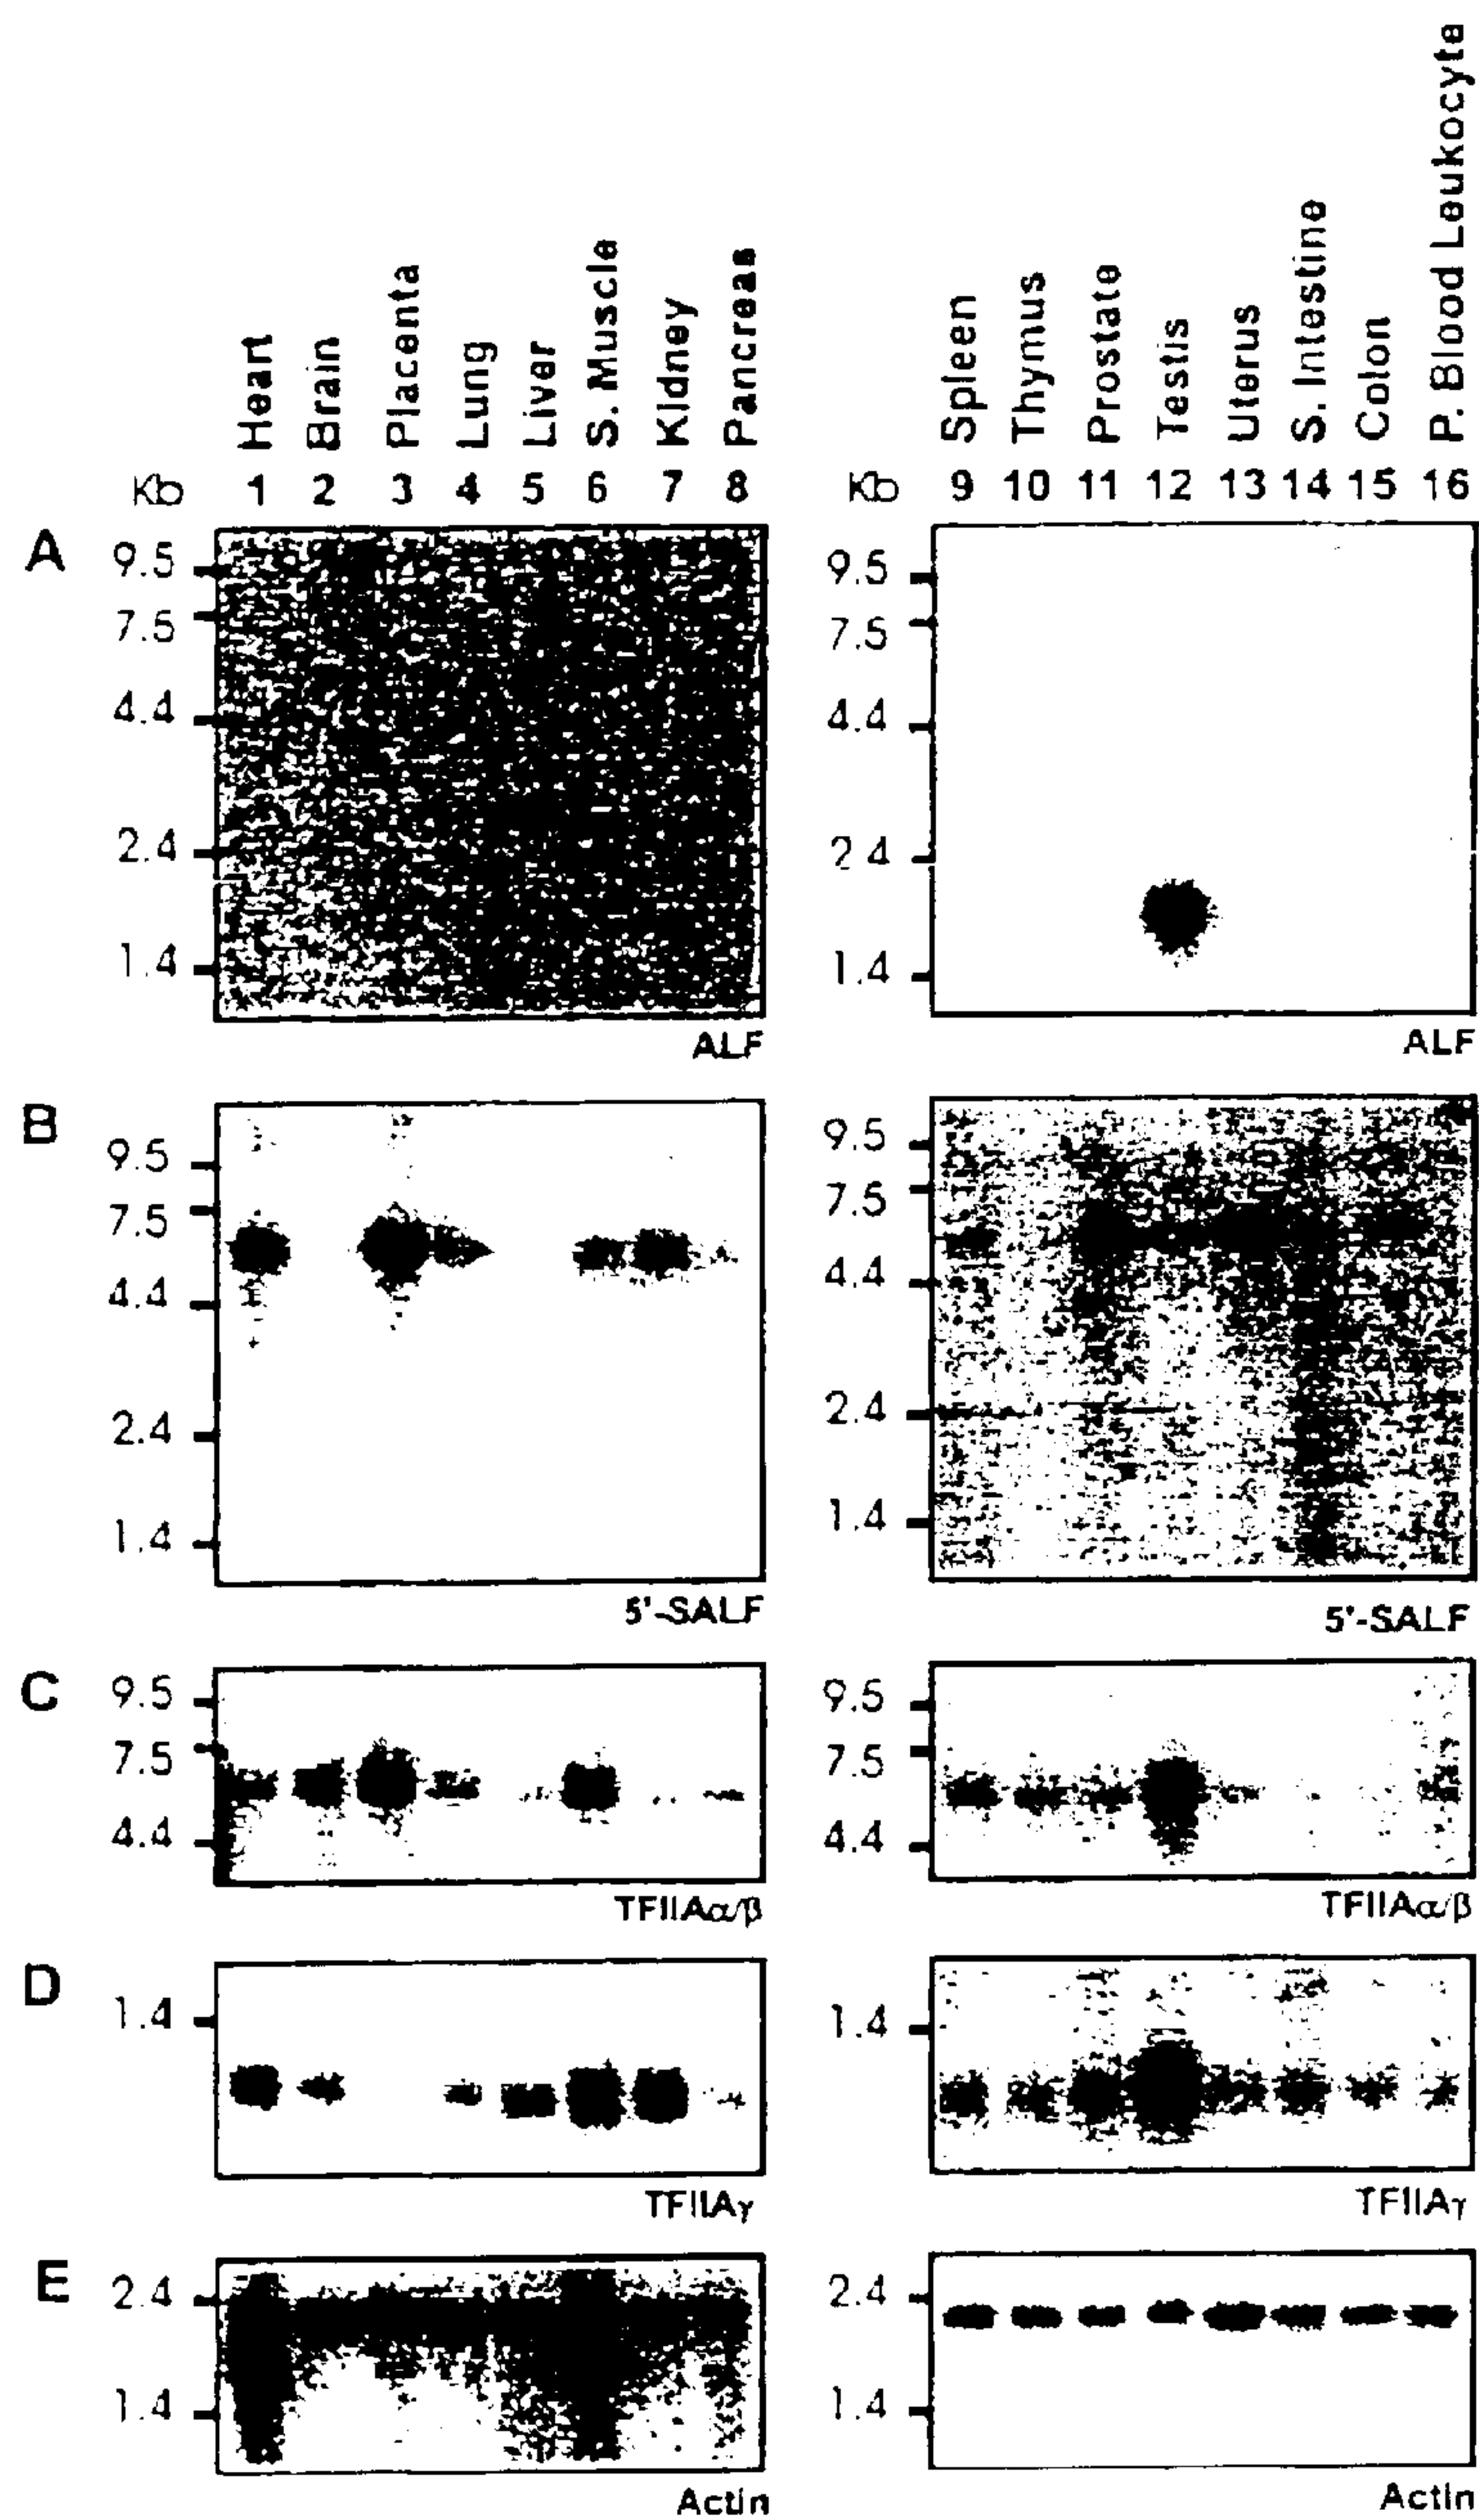 Heart Brain Placenta Lung Liver S. Muscle Kidney Pancreas Spleen Thymus Prostate Testis Uterus S. Intestine Colon P. Blood Leukocyte
Kb 1 2 3 4 5 6 7 8 Kb 9 10 11 12 13 14 15 16
A 9.5 9.5
7.5 7.5
4.4 4.4
2.4 2.4
1.4 1.4
ALF ALF
B 9.5 9.5
7.5 7.5
4.4 4.4
2.4 2.4
1.4 1.4
5'-SALF 5'-SALF
C 9.5 9.5
7.5 7.5
4.4 4.4
TFIIAα/β TFIIAα/β
D 1.4 1.4
TFIIAγ TFIIAγ
E 2.4 2.4
1.4 1.4
Actin Actin